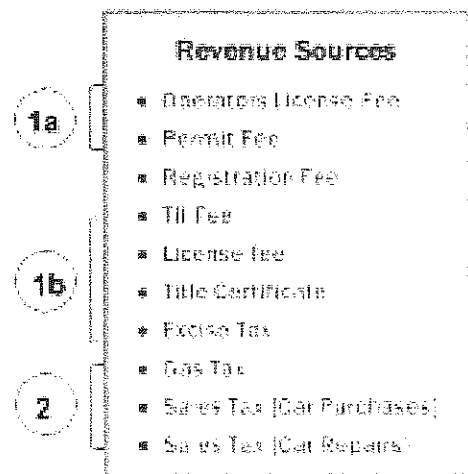 Revenue Sources
1a
• Operators License Fee
• Permit Fee
• Registration Fee
1b
• Fee
• License fee
• Title Certificate
• Excise Tax
2
• Gas Tax
• Sales Tax (Car Purchases)
• Sales Tax (Car Repairs)